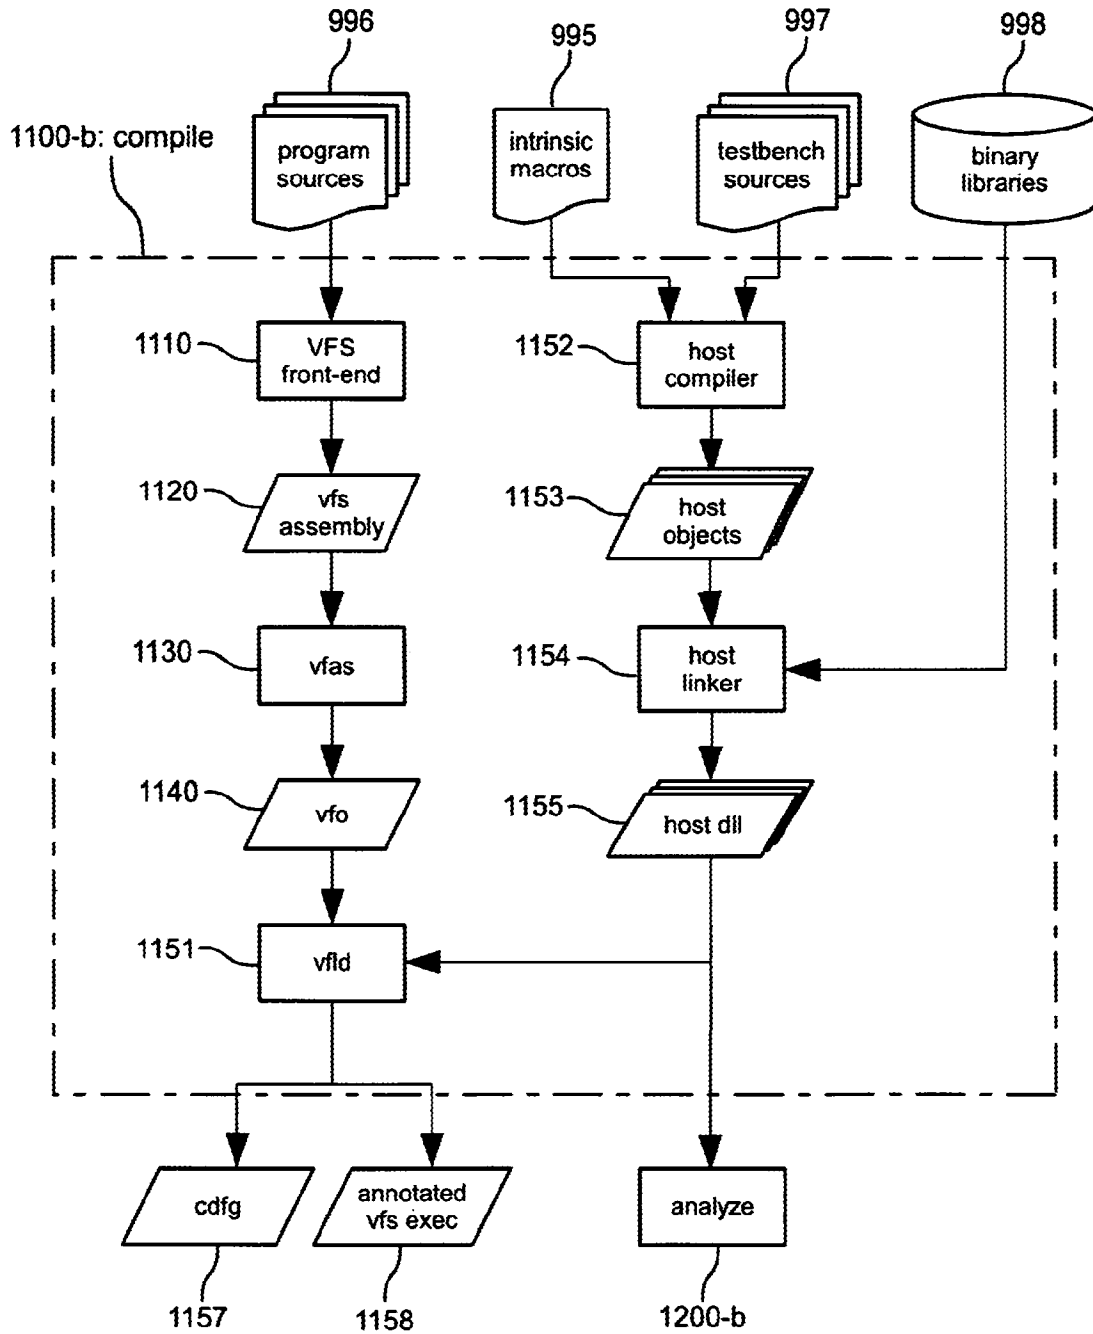 996
995
997
998
1100-b: compile
program
sources
intrinsic
macros
testbench
sources
binary
libraries
1110
VFS
front-end
1152
host
compiler
1120
vfs
assembly
1153
host
objects
1130
vfas
1154
host
linker
1140
vfo
1155
host dll
1151
vfld
cdfg
annotated
vfs exec
analyze
1157
1158
1200-b